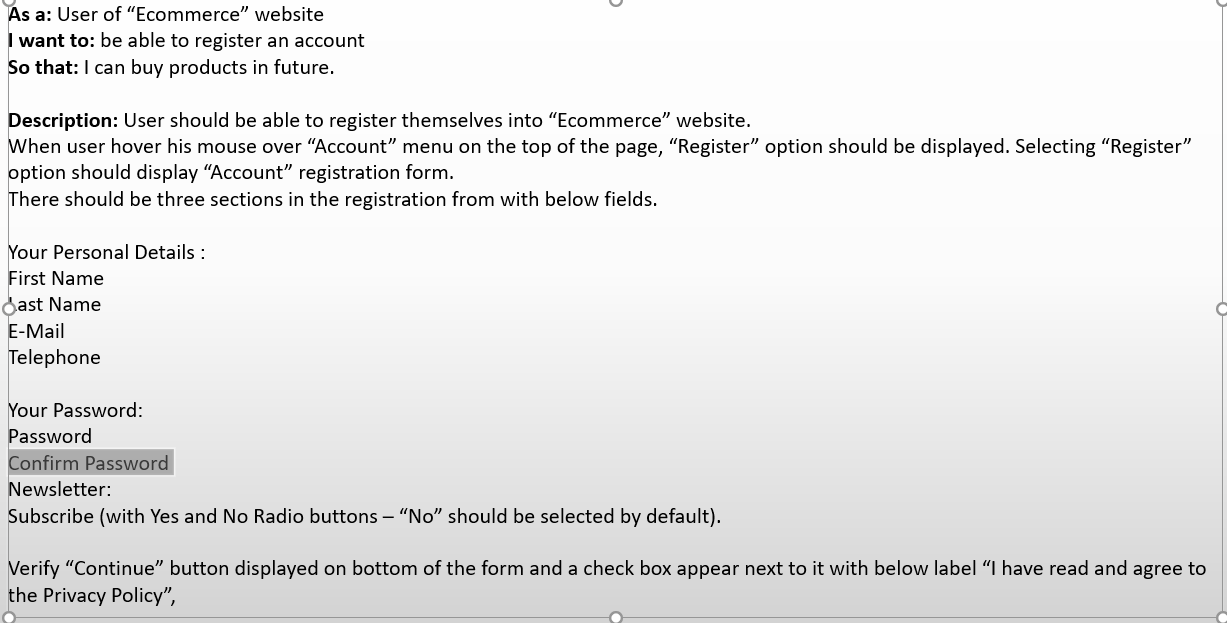 As a: User of “Ecommerce” website
I want to: be able to register an account
So that: I can buy products in future.
Description: User should be able to register themselves into “Ecommerce” website.
When user hover his mouse over “Account” menu on the top of the page, “Register” option should be displayed. Selecting “Register”
option should display “Account” registration form.
There should be three sections in the registration from with below fields.
Your Personal Details :
First Name
Last Name
E-Mail
Telephone
Your Password:
Password
Confirm Password
Newsletter:
Subscribe (with Yes and No Radio buttons – “No” should be selected by default).
Verify “Continue” button displayed on bottom of the form and a check box appear next to it with below label “I have read and agree to
the Privacy Policy”,